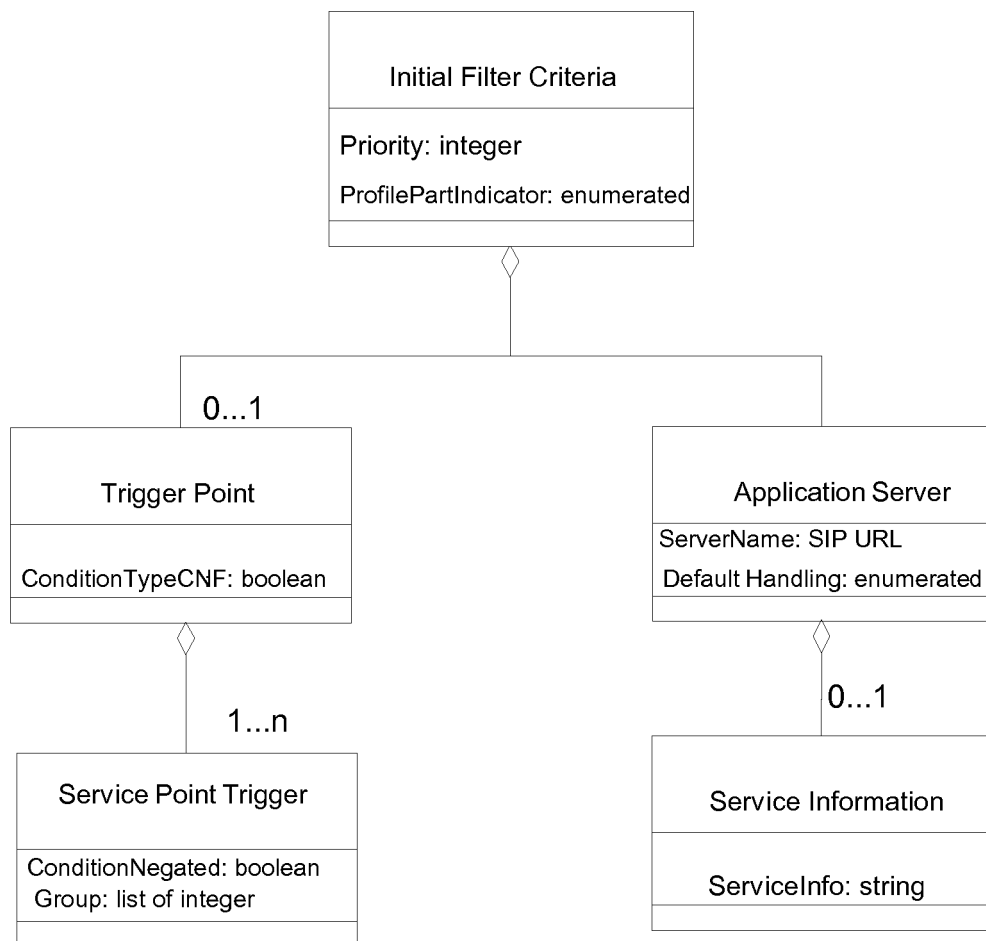 Initial Filter Criteria
Priority: integer
ProfilePartIndicator: enumerated
0...1
Trigger Point
ConditionTypeCNF: boolean
Application Server
ServerName: SIP URL
Default Handling: enumerated
1...n
0...1
Service Point Trigger
ConditionNegated: boolean
Group: list of integer
Service Information
ServiceInfo: string